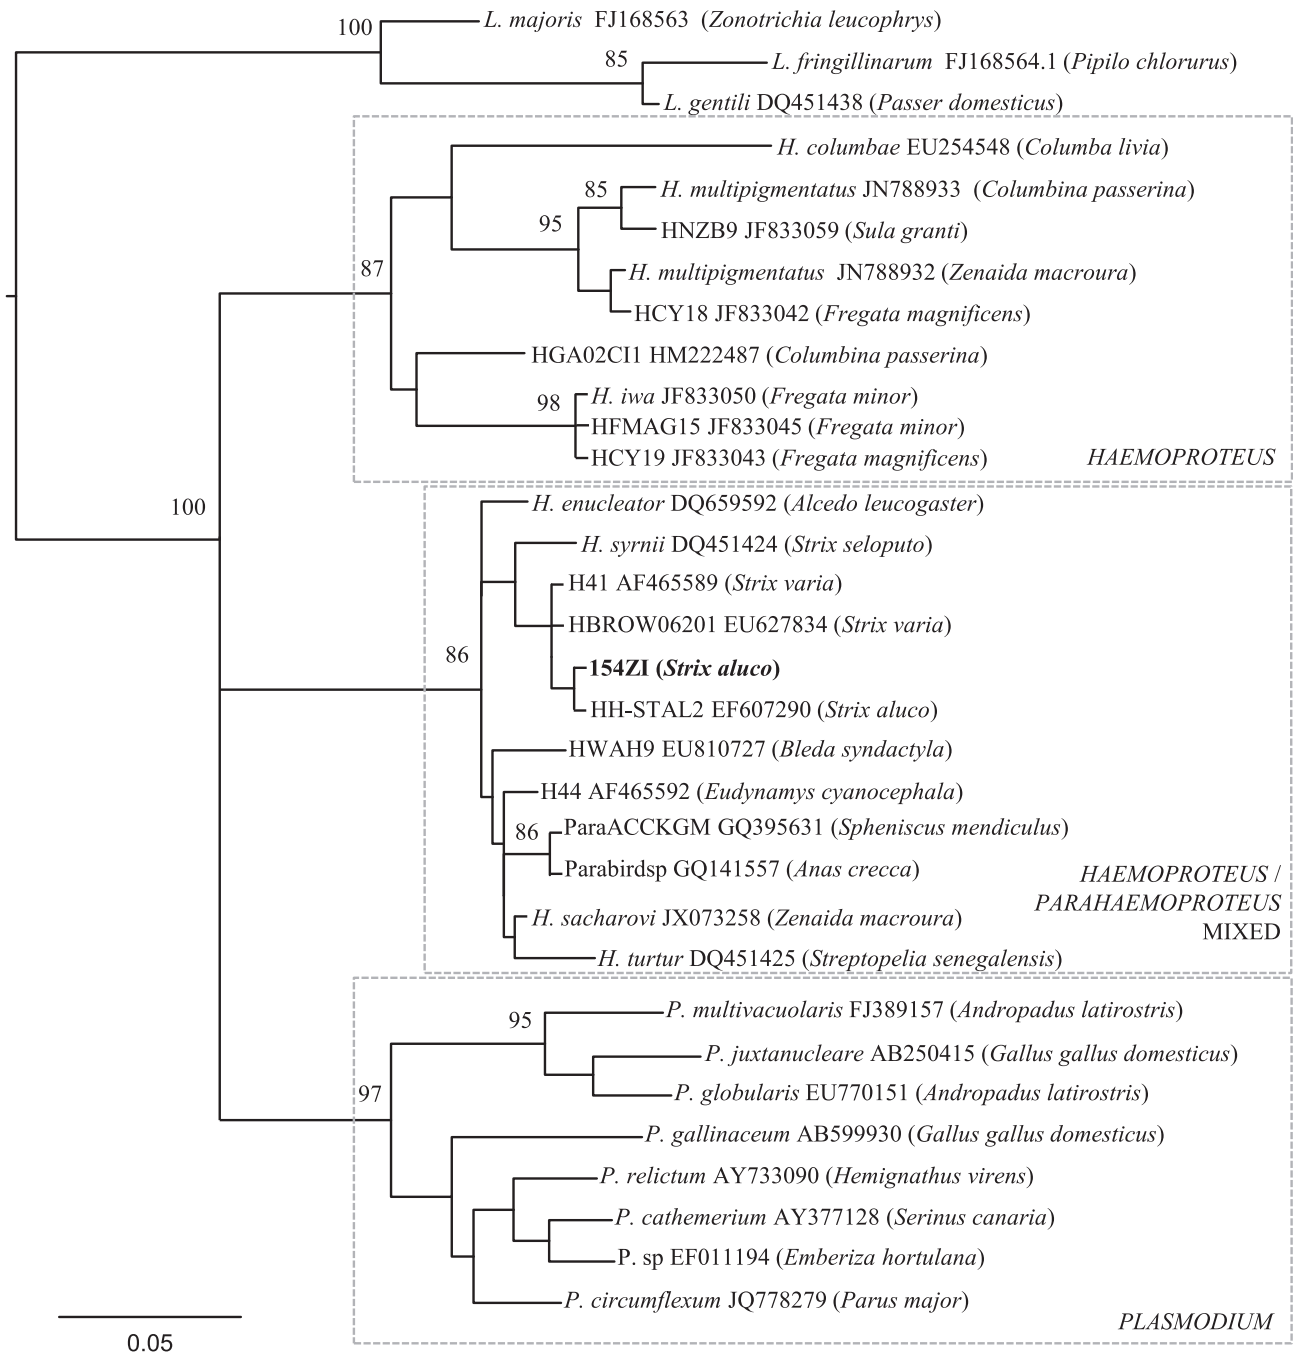 L. majoris FJ168563 (Zonotrichia leucophrys)
100
85
L. fringillinarum FJ168564.1 (Pipilo chlorurus)
L. gentili DQ451438 (Passer domesticus)
H. columbae EU254548 (Columba livia)
85
H. multipigmentatus JN788933 (Columbina passerina)
95
HNZB9 JF833059 (Sula granti)
87
H. multipigmentatus JN788932 (Zenaida macroura)
HCY18 JF833042 (Fregata magnificens)
HGA02CI1 HM222487 (Columbina passerina)
H. iwa JF833050 (Fregata minor)
98
HFMAG15 JF833045 (Fregata minor)
HCY19 JF833043 (Fregata magnificens)
HAEMOPROTEUS
100
H. enucleator DQ659592 (Alcedo leucogaster)
H. syrnii DQ451424 (Strix seloputo)
H41 AF465589 (Strix varia)
HBROW06201 EU627834 (Strix varia)
86
154ZI (Strix aluco)
HH-STAL2 EF607290 (Strix aluco)
HWAH9 EU810727 (Bleda syndactyla)
H44 AF465592 (Eudynamys cyanocephala)
86
ParaACCKGM GQ395631 (Spheniscus mendiculus)
Parabirdsp GQ141557 (Anas crecca)
HAEMOPROTEUS /
PARAHAEMOPROTEUS
MIXED
H. sacharovi JX073258 (Zenaida macroura)
H. turtur DQ451425 (Streptopelia senegalensis)
95
P. multivacuolaris FJ389157 (Andropadus latirostris)
P. juxtanucleare AB250415 (Gallus gallus domesticus)
97
P. globularis EU770151 (Andropadus latirostris)
P. gallinaceum AB599930 (Gallus gallus domesticus)
P. relictum AY733090 (Hemignathus virens)
P. cathemerium AY377128 (Serinus canaria)
P. sp EF011194 (Emberiza hortulana)
P. circumflexum JQ778279 (Parus major)
PLASMODIUM
0.05